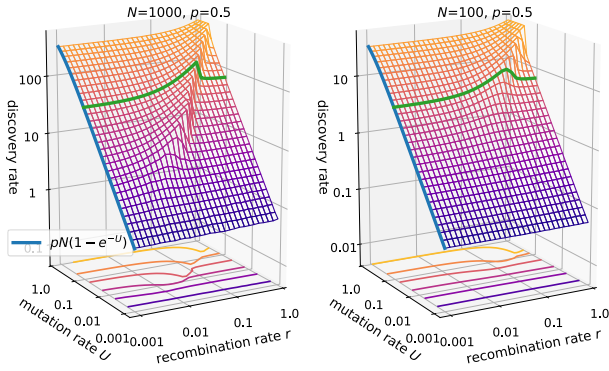 N=1000, p=0.5
100
10
1
0.1
discovery rate
pN(1 − e^{-U})
1.0
0.1
0.01
0.001
mutation rate U
0.001
0.01
0.1
1.0
recombination rate r
N=100, p=0.5
10
1
0.1
0.01
discovery rate
1.0
0.1
0.01
0.001
mutation rate U
0.001
0.01
0.1
1.0
recombination rate r